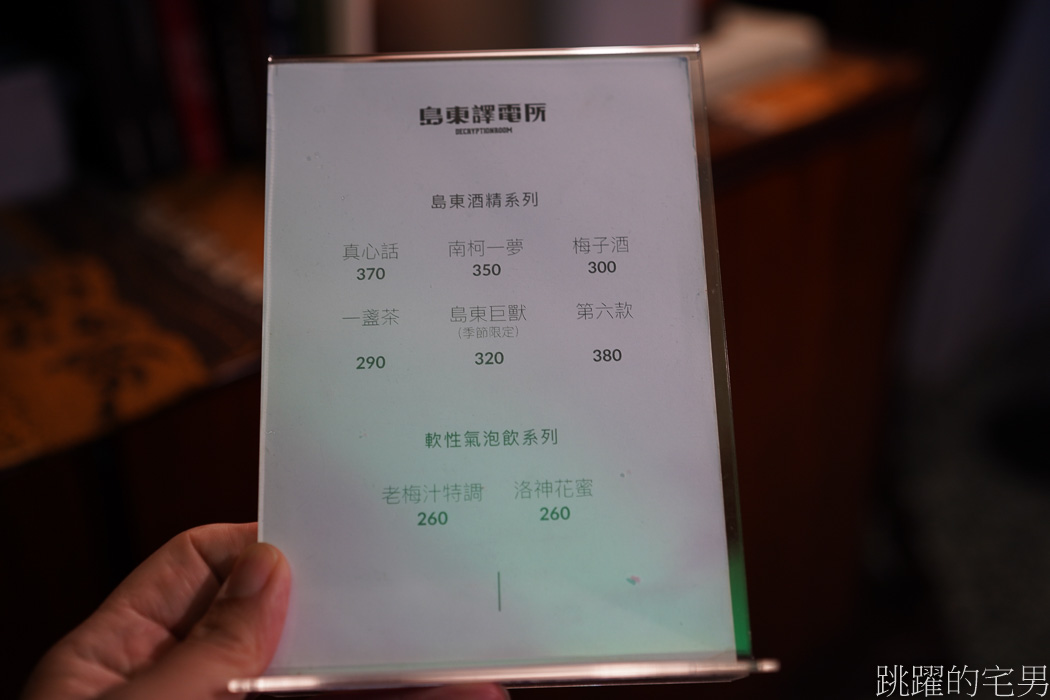 島東譯電所
DECRYPTIONROOM
島東酒精系列
真心話 南柯一夢 梅子酒
370 350 300
一盞茶 島東巨獸 第六款
(季節限定)
290 320 380
軟性氣泡飲系列
老梅汁特調 洛神花蜜
260 260
跳躍的宅男